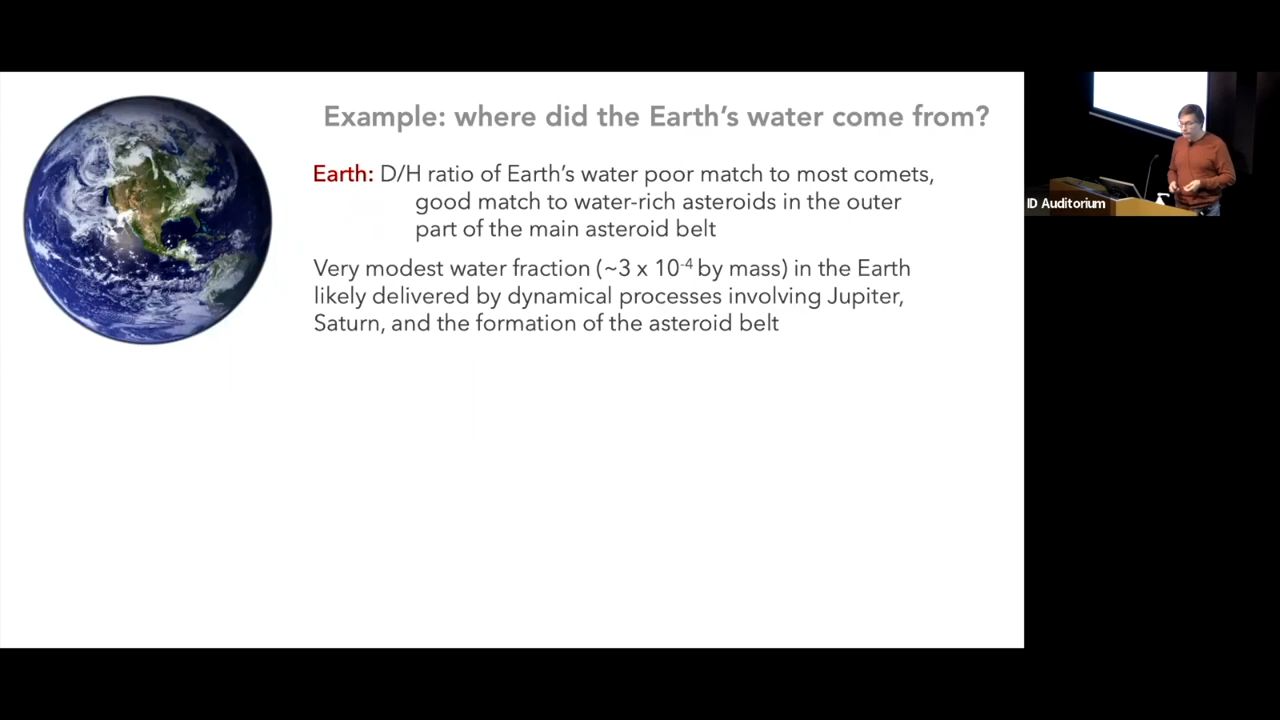 Example: where did the Earth's water come from?
Earth: D/H ratio of Earth's water poor match to most comets,
good match to water-rich asteroids in the outer
part of the main asteroid belt
Very modest water fraction (~3 x 10⁻⁴ by mass) in the Earth
likely delivered by dynamical processes involving Jupiter,
Saturn, and the formation of the asteroid belt
ID Auditorium